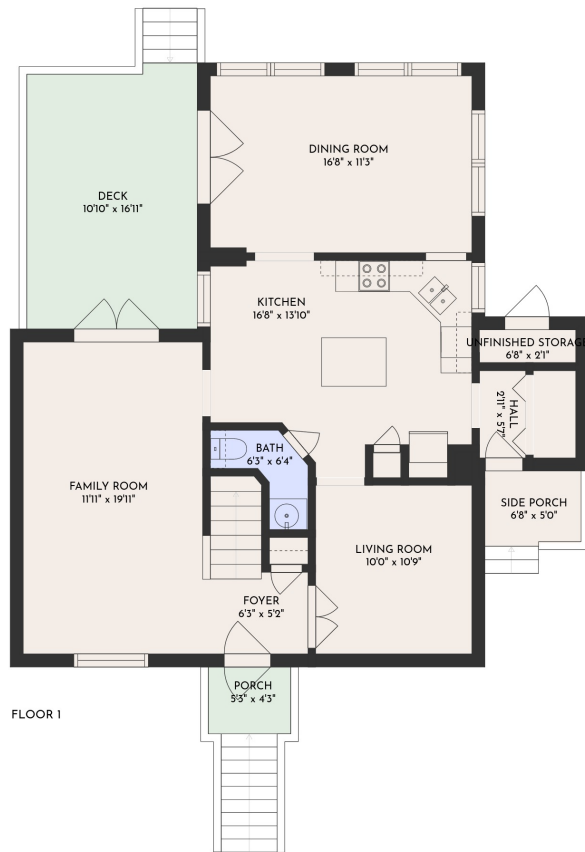 DINING ROOM
16'8" x 11'3"
DECK
10'10" x 16'11"
KITCHEN
16'8" x 13'10"
UNFINISHED STORAGE
6'8" x 2'1"
HALL
2'11" x 5'7"
BATH
6'3" x 6'4"
FAMILY ROOM
11'11" x 19'11"
SIDE PORCH
6'8" x 5'0"
LIVING ROOM
10'0" x 10'9"
FOYER
6'3" x 5'2"
PORCH
5'3" x 4'3"
FLOOR 1